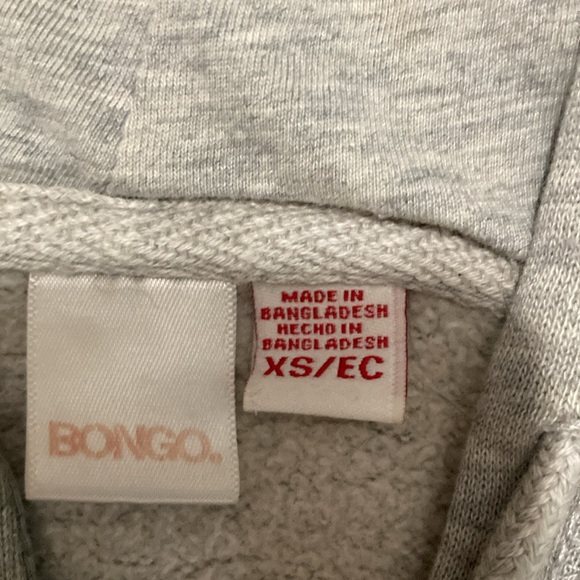 BONGO.
MADE IN
BANGLADESH
HECHO IN
BANGLADESH
XS/EC